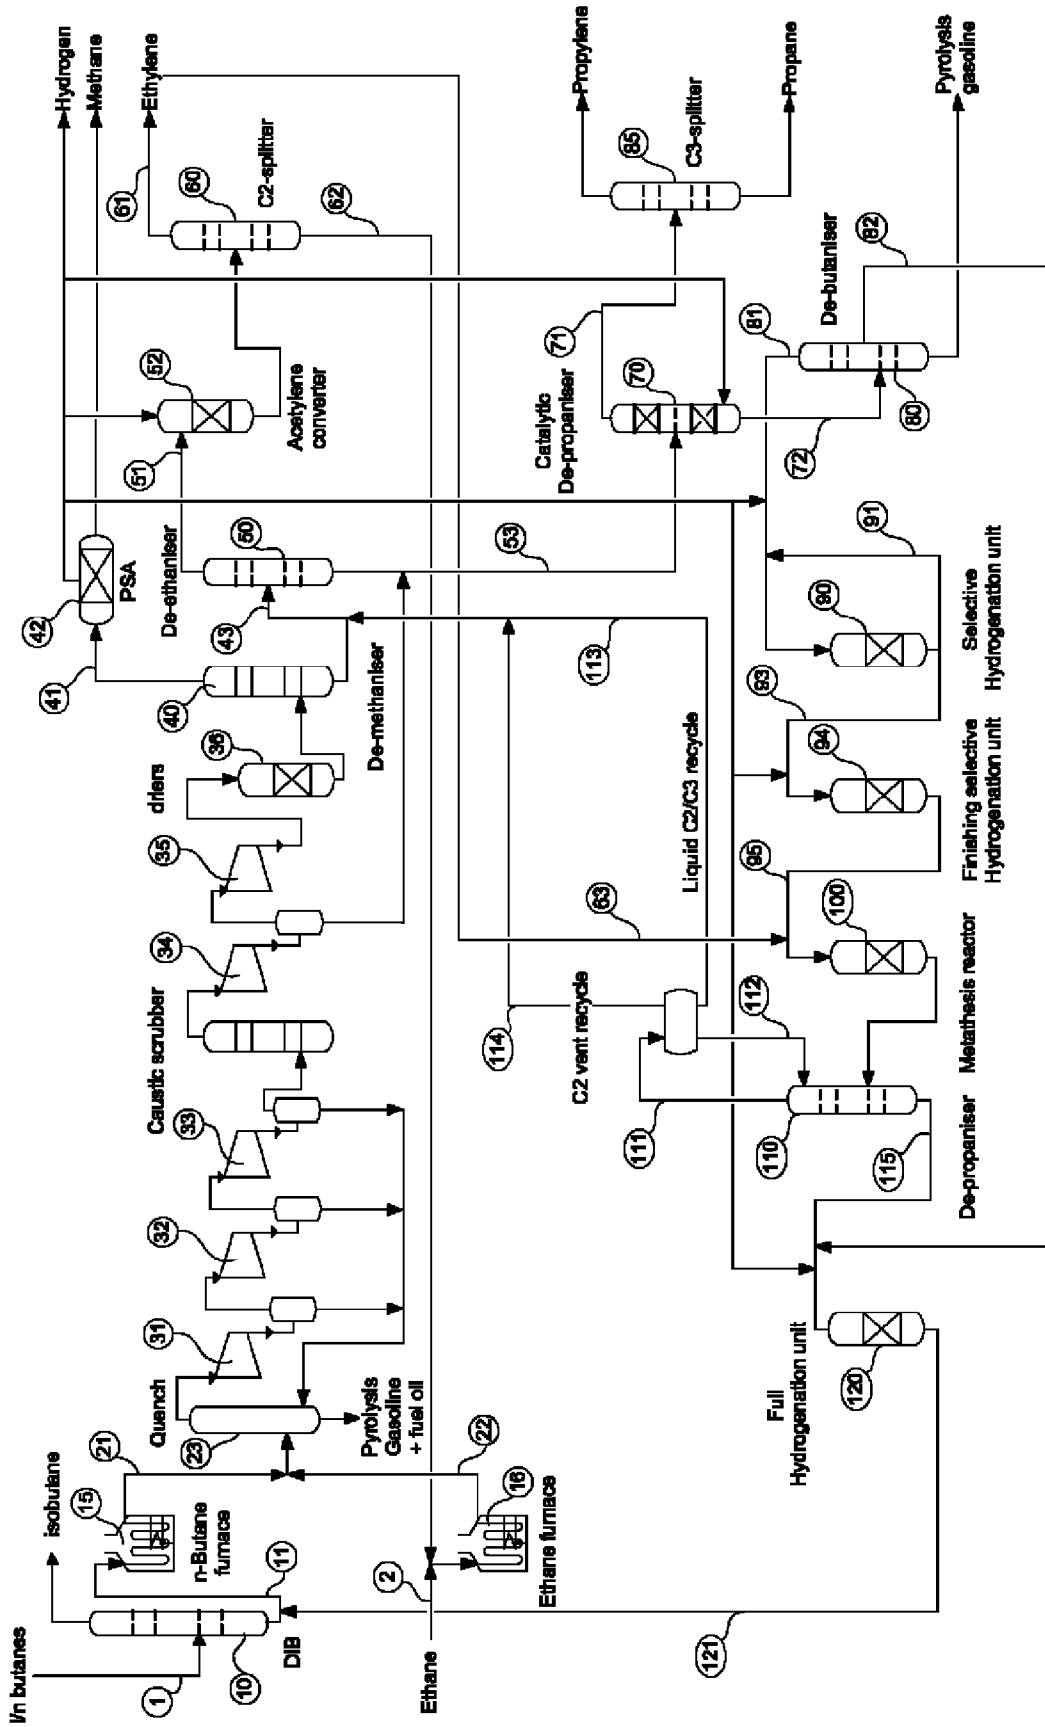 I/n butanes
1
10
DIB
isobutane
15
n-Butane
furnace
11
21
Ethane
2
Ethane furnace
16
22
121
Quench
23
Pyrolysis
Gasoline
+ fuel oil
31
32
33
Caustic scrubber
34
35
driers
36
40
De-methaniser
41
42
PSA
43
De-ethaniser
50
51
52
Acetylene
converter
53
60
C2-splitter
61
62
Hydrogen
Methane
Ethylene
63
Catalytic
De-propaniser
70
71
72
85
C3-splitter
Propylene
Propane
80
81
De-butaniser
82
Pyrolysis
gasoline
90
91
Selective
Hydrogenation unit
93
94
Finishing selective
Hydrogenation unit
95
100
Metathesis reactor
110
De-propaniser
111
112
C2 vent recycle
114
Liquid C2/C3 recycle
113
115
Full
Hydrogenation unit
120